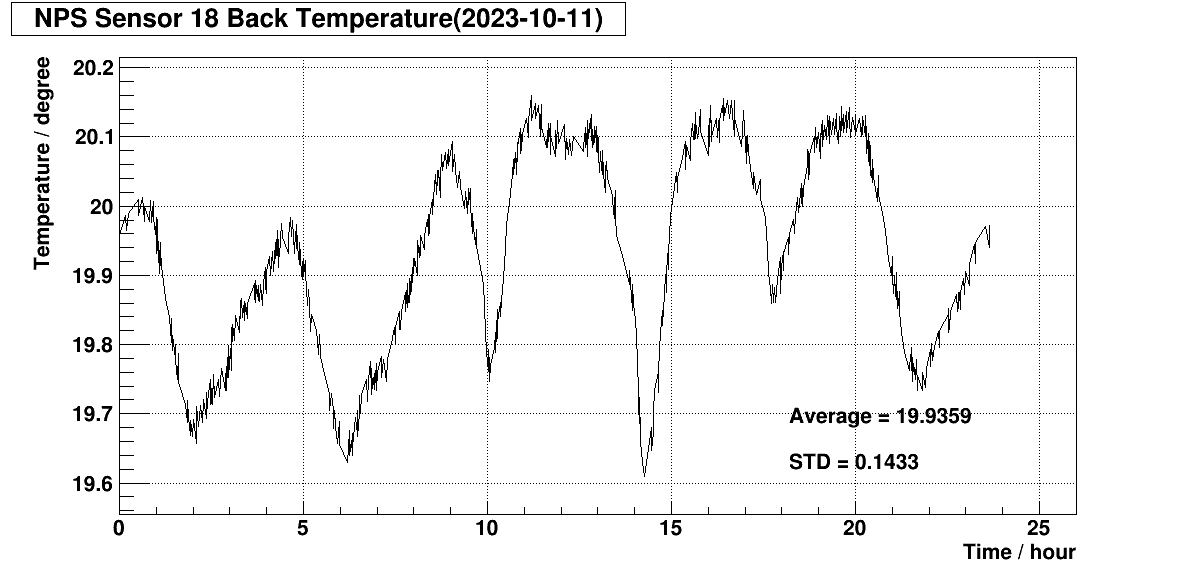 NPS Sensor 18 Back Temperature(2023-10-11)
Temperature / degree
20.2
20.1
20
19.9
19.8
19.7
19.6
Average = 19.9359
STD = 0.1433
0 5 10 15 20 25
Time / hour